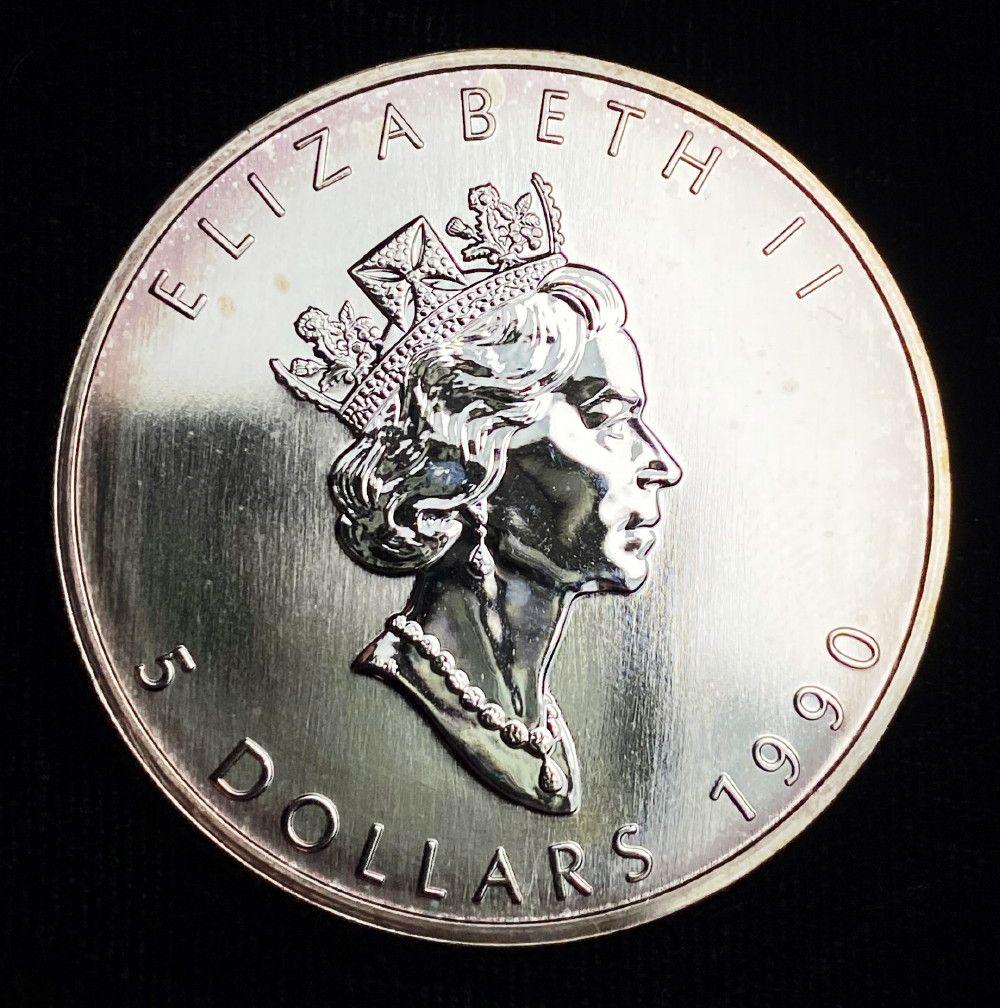 ELIZABETH II
5 DOLLARS 1990